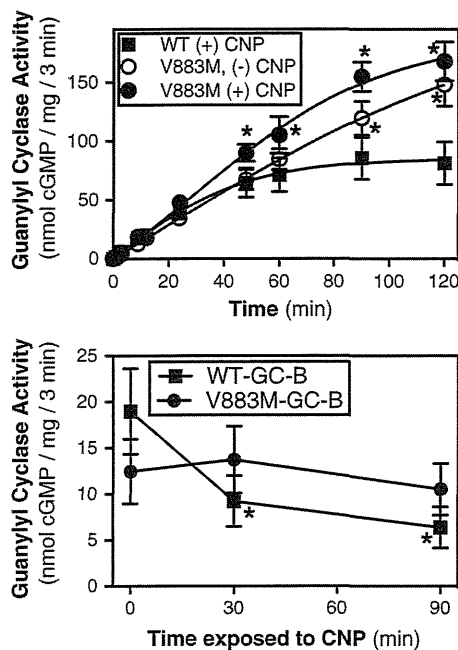 WT (+) CNP
V883M, (-) CNP
V883M (+) CNP
Guanylyl Cyclase Activity
(nmol cGMP / mg / 3 min)
150
100
50
0
* * * * * *
0 20 40 60 80 100 120
Time (min)
WT-GC-B
V883M-GC-B
Guanylyl Cyclase Activity
(nmol cGMP / mg / 3 min)
25
20
15
10
5
0
* *
0 30 90
Time exposed to CNP (min)